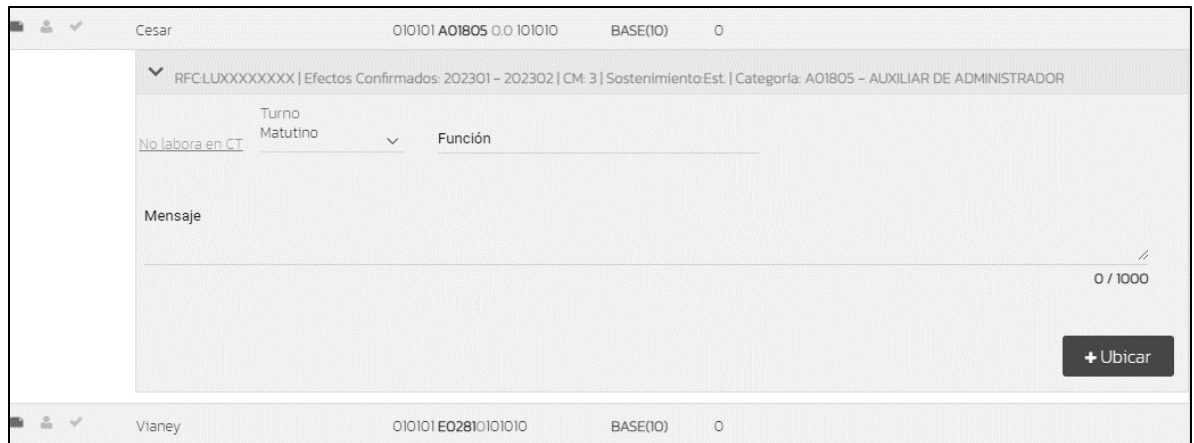 Cesar 010101 A01805 0.0 101010 BASE(10) 0
RFC:LUXXXXXXXX | Efectos Confirmados: 202301 - 202302 | CM: 3 | Sostenimiento:Est. | Categoría: A01805 - AUXILIAR DE ADMINISTRADOR
Turno
No labora en CT Matutino Función
Mensaje
0 / 1000
+ Ubicar
Vianey 010101 E02810101010 BASE(10) 0